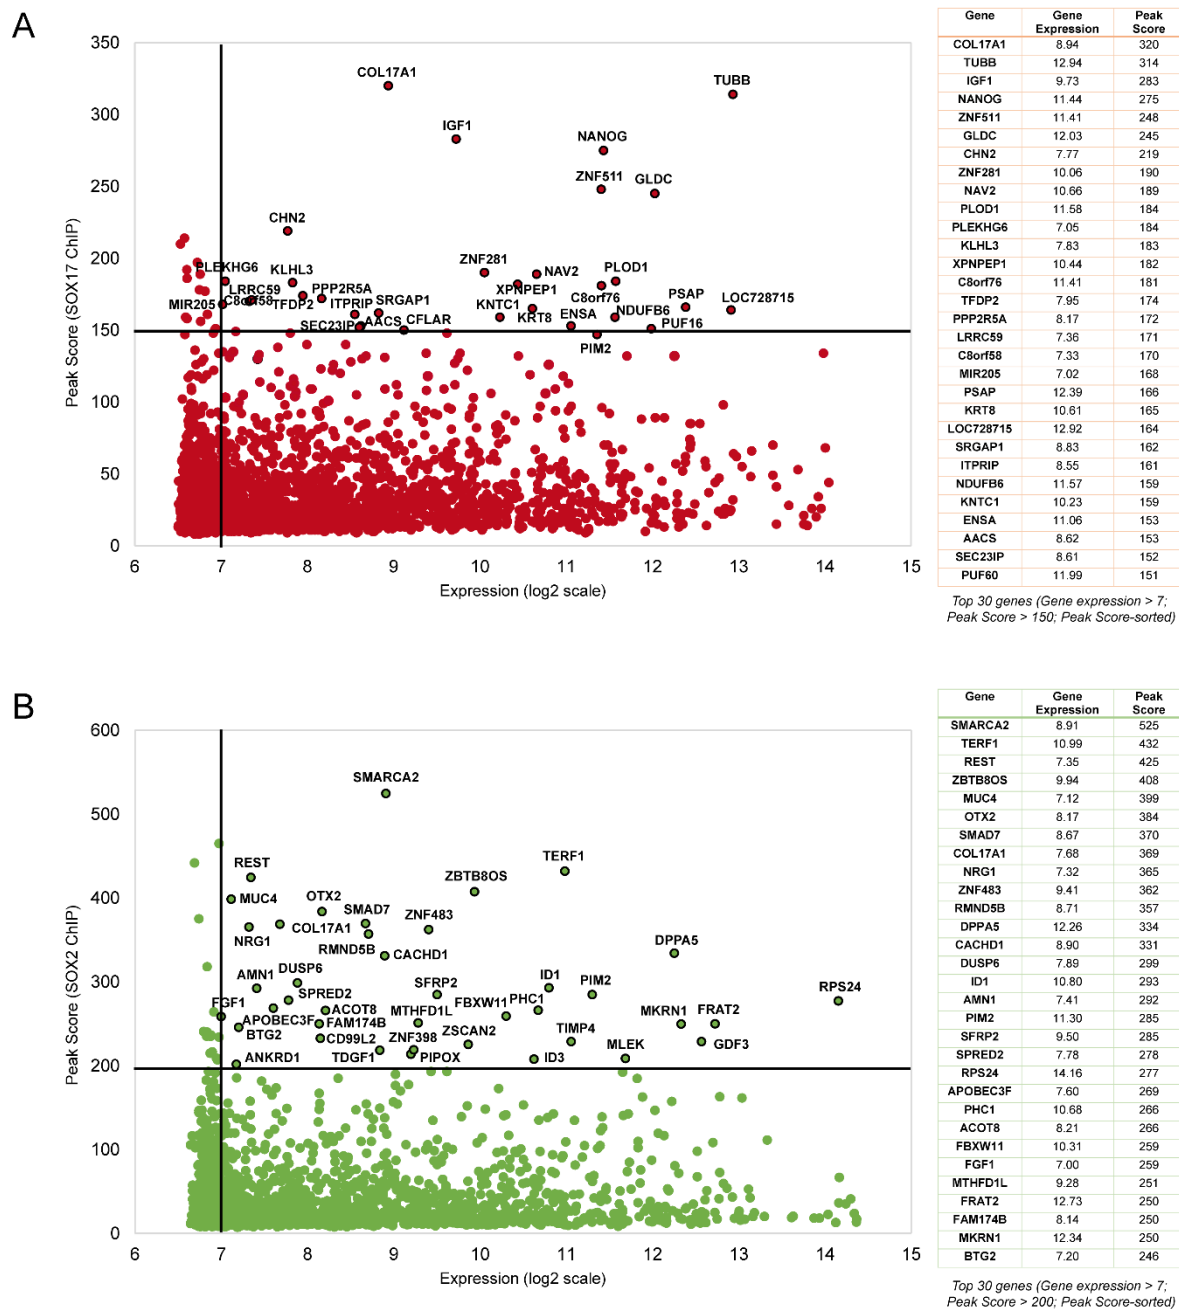 A
Peak Score (SOX17 ChIP)
350
300
250
200
150
100
50
0
6 7 8 9 10 11 12 13 14 15
Expression (log2 scale)
COL17A1
TUBB
IGF1
NANOG
ZNF511
GLDC
CHN2
ZNF281
PLEKHG6
KLHL3
NAV2
PLOD1
LRRC59
PPP2R5A
XPNPEP1
C8orf76
PSAP
LOC728715
MIR205
C8orf58
TFDP2
ITPRIP
SRGAP1
KNTC1
KRT8
ENSA
NDUFB6
SEC23IP
AACS
CFLAR
PUF16
PIM2
Gene Gene Expression Peak Score
COL17A1 8.94 320
TUBB 12.94 314
IGF1 9.73 283
NANOG 11.44 275
ZNF511 11.41 248
GLDC 12.03 245
CHN2 7.77 219
ZNF281 10.06 190
NAV2 10.66 189
PLOD1 11.58 184
PLEKHG6 7.05 184
KLHL3 7.83 183
XPNPEP1 10.44 182
C8orf76 11.41 181
TFDP2 7.95 174
PPP2R5A 8.17 172
LRRC59 7.36 171
C8orf58 7.33 170
MIR205 7.02 168
PSAP 12.39 166
KRT8 10.61 165
LOC728715 12.92 164
SRGAP1 8.83 162
ITPRIP 8.55 161
NDUFB6 11.57 159
KNTC1 10.23 159
ENSA 11.06 153
AACS 8.62 153
SEC23IP 8.61 152
PUF60 11.99 151
Top 30 genes (Gene expression > 7;
Peak Score > 150; Peak Score-sorted)
B
Peak Score (SOX2 ChIP)
600
500
400
300
200
100
0
6 7 8 9 10 11 12 13 14 15
Expression (log2 scale)
SMARCA2
REST
TERF1
ZBTB8OS
MUC4
OTX2
SMAD7
ZNF483
NRG1
COL17A1
RMND5B
CACHD1
DPPA5
AMN1
DUSP6
SPRED2
SFRP2
ID1
PIM2
RPS24
FGF1
APOBEC3F
ACOT8
MTHFD1L
FBXW11
PHC1
MKRN1
FRAT2
BTG2
FAM174B
CD99L2
ZNF398
ZSCAN2
TIMP4
GDF3
ANKRD1
TDGF1
PIPOX
ID3
MLEK
Gene Gene Expression Peak Score
SMARCA2 8.91 525
TERF1 10.99 432
REST 7.35 425
ZBTB8OS 9.94 408
MUC4 7.12 399
OTX2 8.17 384
SMAD7 8.67 370
COL17A1 7.68 369
NRG1 7.32 365
ZNF483 9.41 362
RMND5B 8.71 357
DPPA5 12.26 334
CACHD1 8.90 331
DUSP6 7.89 299
ID1 10.80 293
AMN1 7.41 292
PIM2 11.30 285
SFRP2 9.50 285
SPRED2 7.78 278
RPS24 14.16 277
APOBEC3F 7.60 269
PHC1 10.68 266
ACOT8 8.21 266
FBXW11 10.31 259
FGF1 7.00 259
MTHFD1L 9.28 251
FRAT2 12.73 250
FAM174B 8.14 250
MKRN1 12.34 250
BTG2 7.20 246
Top 30 genes (Gene expression > 7;
Peak Score > 200; Peak Score-sorted)